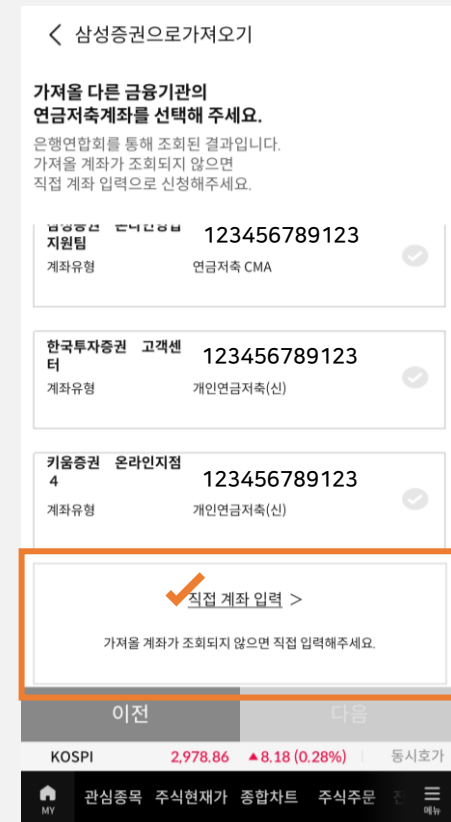 삼성증권으로가져오기
가져올 다른 금융기관의
연금저축계좌를 선택해 주세요.
은행연합회를 통해 조회된 결과입니다.
가져올 계좌가 조회되지 않으면
직접 계좌 입력으로 신청해주세요.
삼성증권 온라인영업
지원팀 123456789123
계좌유형 연금저축 CMA
한국투자증권 고객센
터 123456789123
계좌유형 개인연금저축(신)
키움증권 온라인지점
4 123456789123
계좌유형 개인연금저축(신)
직접 계좌 입력 >
가져올 계좌가 조회되지 않으면 직접 입력해주세요.
이전 다음
KOSPI 2,978.86 ▲8.18 (0.28%) 동시호가
MY 관심종목 주식현재가 종합차트 주식주문 메뉴